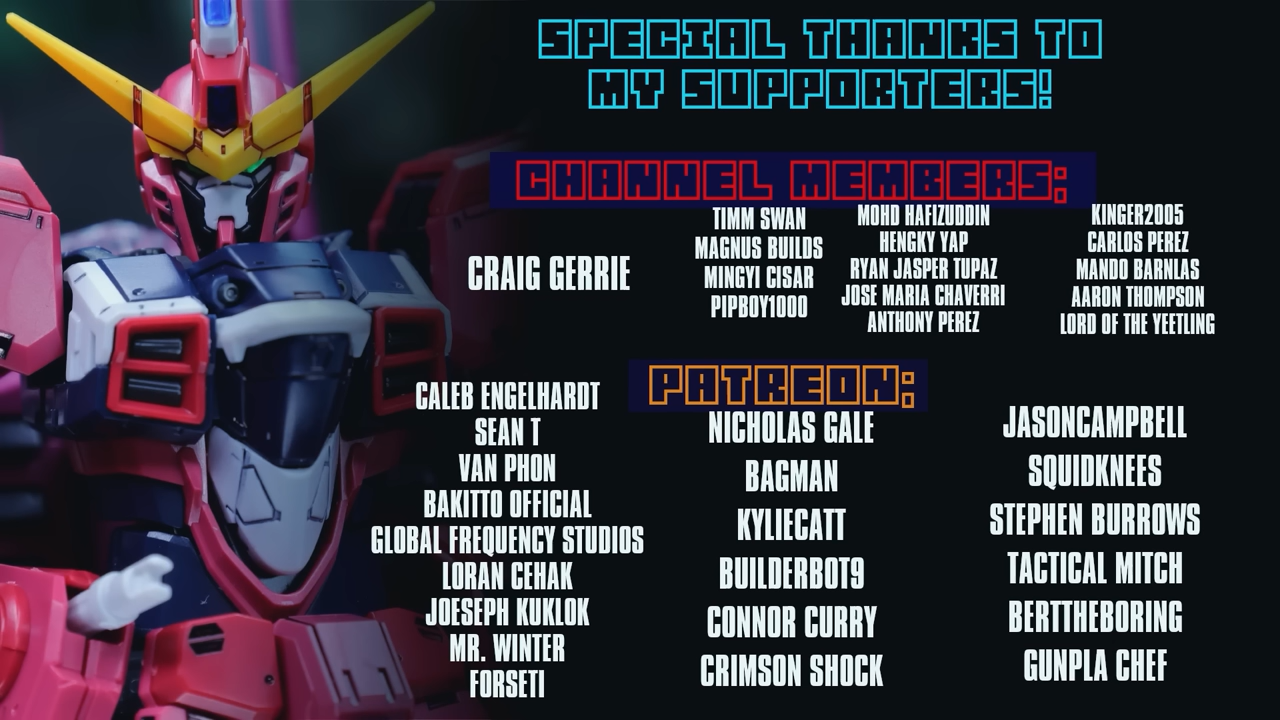 SPECIAL THANKS TO
MY SUPPORTERS!
CHANNEL MEMBERS:
CRAIG GERRIE
TIMM SWAN
MAGNUS BUILDS
MINGYI CISAR
PIPBOY1000
MOHD HAFIZUDDIN
HENGKY YAP
RYAN JASPER TUPAZ
JOSE MARIA CHAVERRI
ANTHONY PEREZ
KINGER2005
CARLOS PEREZ
MANDO BARNLAS
AARON THOMPSON
LORD OF THE YEETLING
PATREON:
CALEB ENGELHARDT
SEAN T
VAN PHON
BAKITTO OFFICIAL
GLOBAL FREQUENCY STUDIOS
LORAN CEHAK
JOESEPH KUKLOK
MR. WINTER
FORSETI
NICHOLAS GALE
BAGMAN
KYLIECATT
BUILDERBOT9
CONNOR CURRY
CRIMSON SHOCK
JASONCAMPBELL
SQUIDKNEES
STEPHEN BURROWS
TACTICAL MITCH
BERTTHEBORING
GUNPLA CHEF